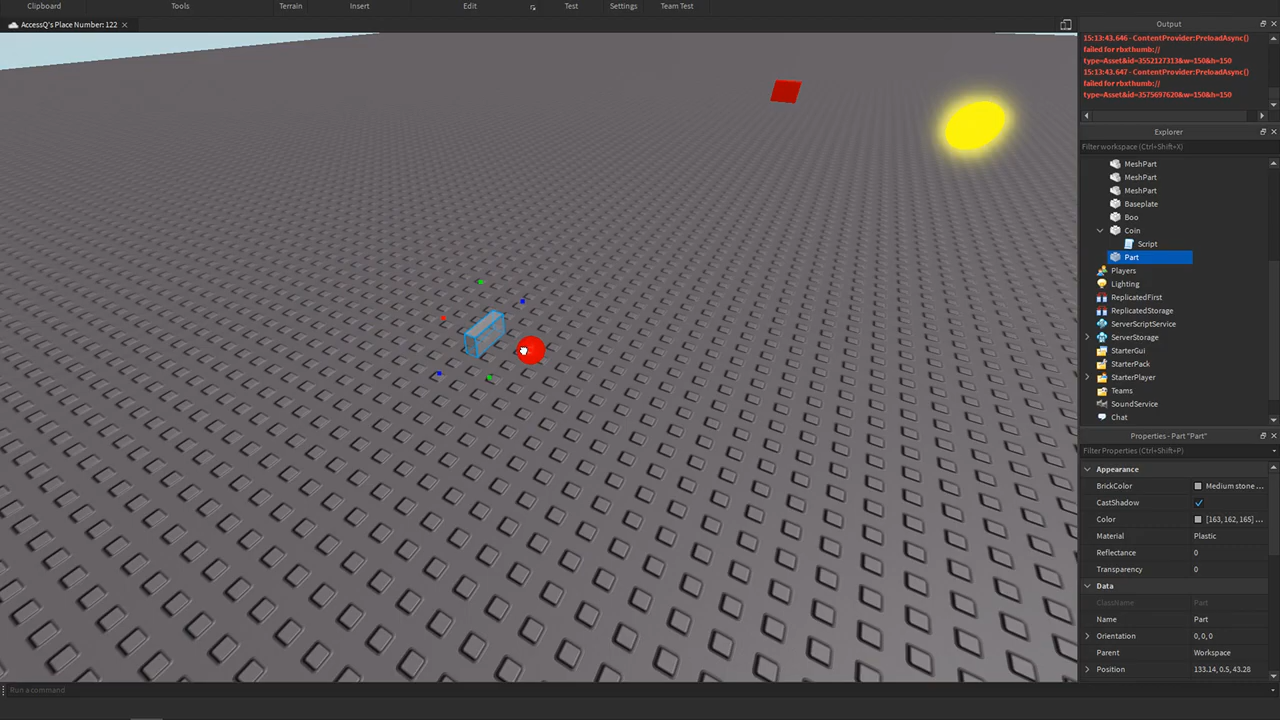 Clipboard
Tools
Terrain
Insert
Edit
Test
Settings
Team Test
AccessQ's Place Number: 122
Output
15:13:43.646 - ContentProvider:PreloadAsync()
failed for rbxthumb://
type=Asset&id=3552127313&w=150&h=150
15:13:43.647 - ContentProvider:PreloadAsync()
failed for rbxthumb://
type=Asset&id=3575697620&w=150&h=150
Explorer
Filter workspace (Ctrl+Shift+X)
MeshPart
MeshPart
MeshPart
Baseplate
Boo
Coin
Script
Part
Players
Lighting
ReplicatedFirst
ReplicatedStorage
ServerScriptService
ServerStorage
StarterGui
StarterPack
StarterPlayer
Teams
SoundService
Chat
Properties - Part "Part"
Filter Properties (Ctrl+Shift+P)
Appearance
BrickColor Medium stone ...
CastShadow
Color [163, 162, 165] ...
Material Plastic
Reflectance 0
Transparency 0
Data
ClassName Part
Name Part
Orientation 0, 0, 0
Parent Workspace
Position 133.14, 0.5, 43.28
Run a command